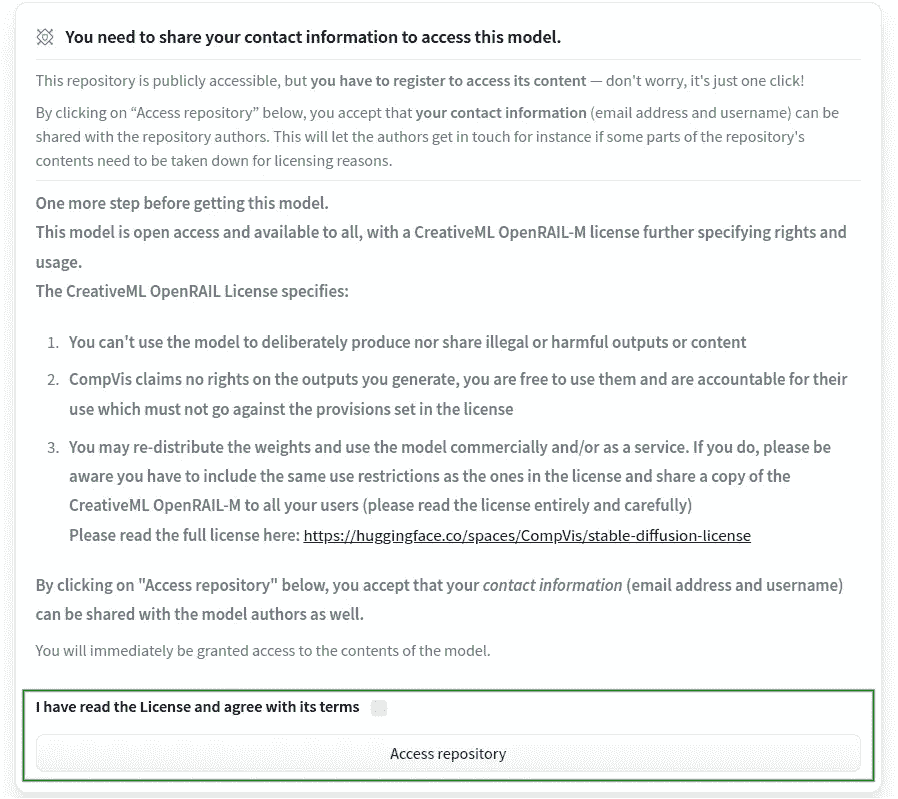 You need to share your contact information to access this model.
This repository is publicly accessible, but you have to register to access its content — don't worry, it's just one click!
By clicking on “Access repository” below, you accept that your contact information (email address and username) can be
shared with the repository authors. This will let the authors get in touch for instance if some parts of the repository's
contents need to be taken down for licensing reasons.
One more step before getting this model.
This model is open access and available to all, with a CreativeML OpenRAIL-M license further specifying rights and
usage.
The CreativeML OpenRAIL License specifies:
1. You can't use the model to deliberately produce nor share illegal or harmful outputs or content
2. CompVis claims no rights on the outputs you generate, you are free to use them and are accountable for their
use which must not go against the provisions set in the license
3. You may re-distribute the weights and use the model commercially and/or as a service. If you do, please be
aware you have to include the same use restrictions as the ones in the license and share a copy of the
CreativeML OpenRAIL-M to all your users (please read the license entirely and carefully)
Please read the full license here: https://huggingface.co/spaces/CompVis/stable-diffusion-license
By clicking on "Access repository" below, you accept that your contact information (email address and username)
can be shared with the model authors as well.
You will immediately be granted access to the contents of the model.
I have read the License and agree with its terms
Access repository